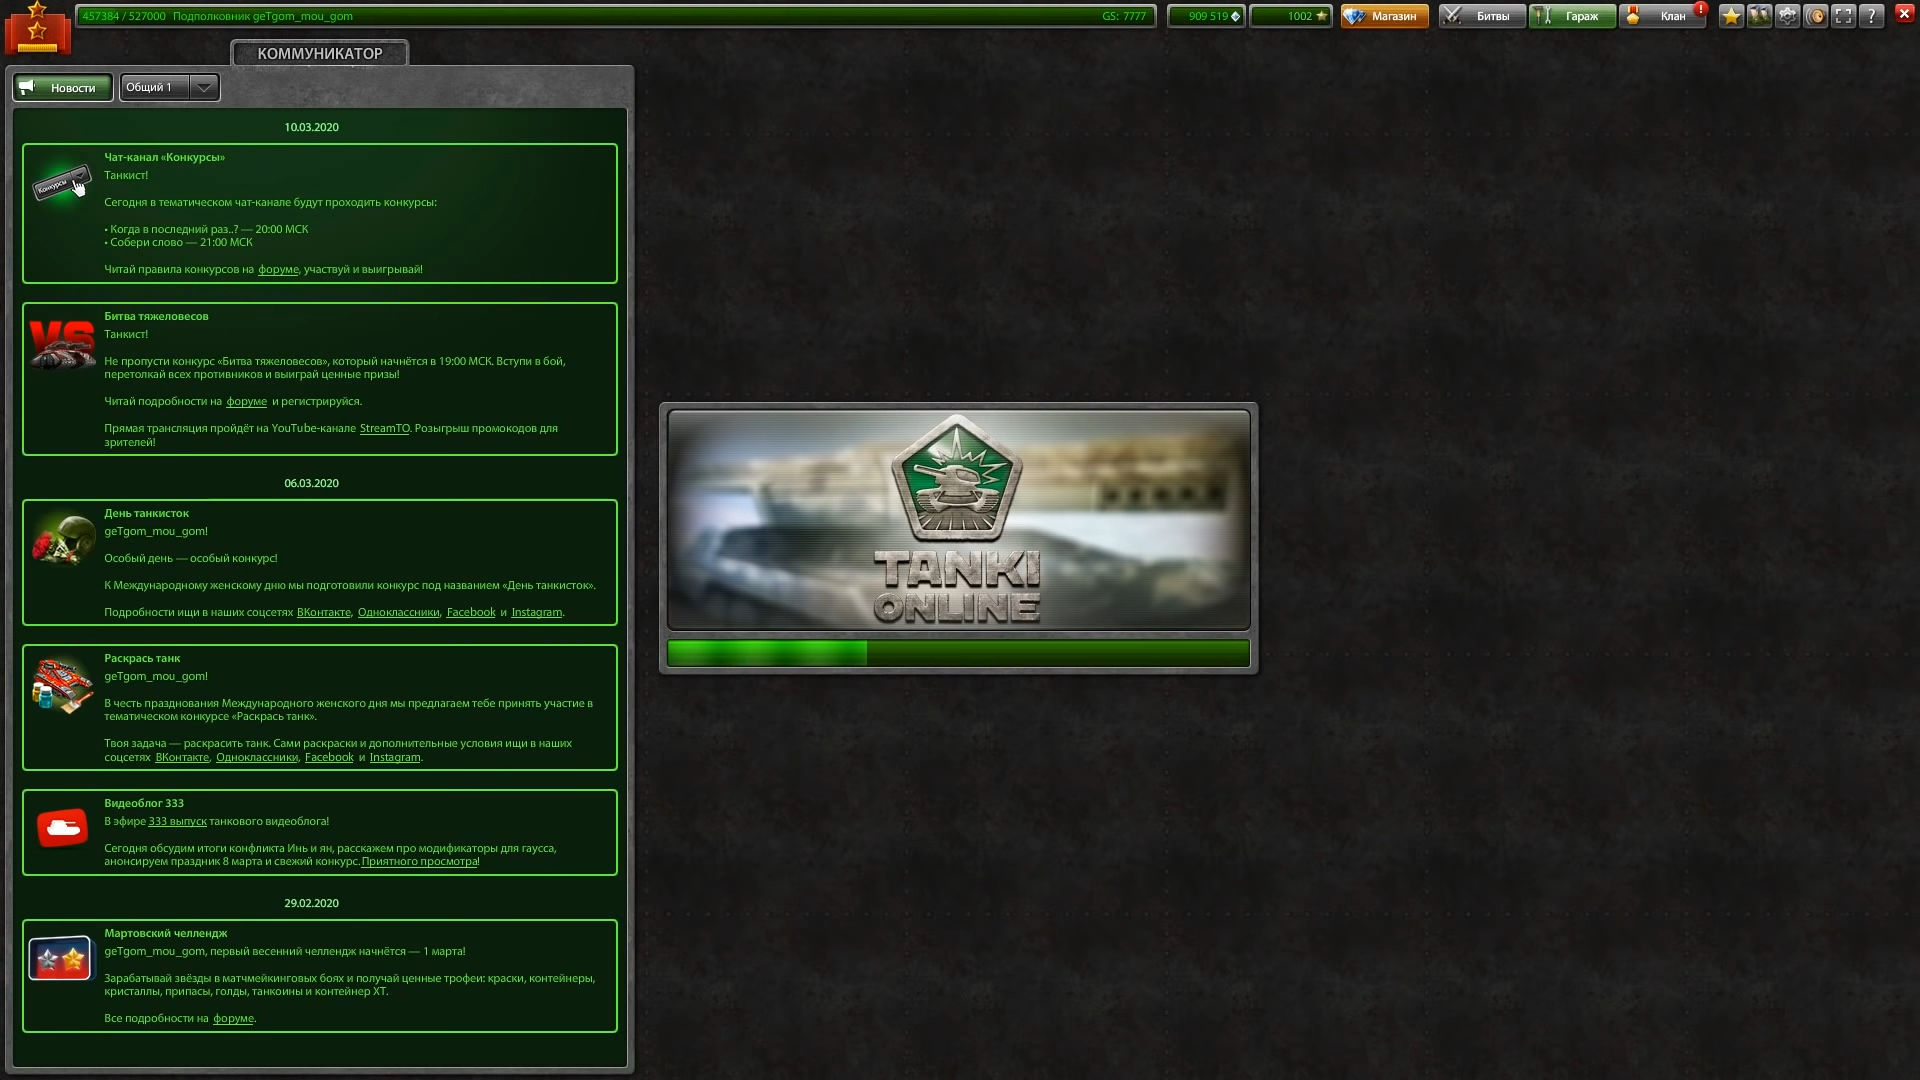 457384 / 527000 Подполковник geTgom_mou_gom
GS: 7777
909 519
1002
Магазин
Битвы
Гараж
Клан
!
?
КОММУНИКАТОР
Новости
Общий 1
10.03.2020
Чат-канал «Конкурсы»
Танкист!
Конкурсы
Сегодня в тематическом чат-канале будут проходить конкурсы:
• Когда в последний раз..? — 20:00 МСК
• Собери слово — 21:00 МСК
Читай правила конкурсов на форуме, участвуй и выигрывай!
Битва тяжеловесов
VS
Танкист!
Не пропусти конкурс «Битва тяжеловесов», который начнётся в 19:00 МСК. Вступи в бой,
перетолкай всех противников и выиграй ценные призы!
Читай подробности на форуме и регистрируйся.
Прямая трансляция пройдёт на YouTube-канале StreamTO. Розыгрыш промокодов для
зрителей!
06.03.2020
День танкисток
geTgom_mou_gom!
Особый день — особый конкурс!
К Международному женскому дню мы подготовили конкурс под названием «День танкисток».
Подробности ищи в наших соцсетях ВКонтакте, Одноклассники, Facebook и Instagram.
Раскрась танк
geTgom_mou_gom!
В честь празднования Международного женского дня мы предлагаем тебе принять участие в
тематическом конкурсе «Раскрась танк».
Твоя задача — раскрасить танк. Сами раскраски и дополнительные условия ищи в наших
соцсетях ВКонтакте, Одноклассники, Facebook и Instagram.
Видеоблог 333
В эфире 333 выпуск танкового видеоблога!
Сегодня обсудим итоги конфликта Инь и ян, расскажем про модификаторы для гаусса,
анонсируем праздник 8 марта и свежий конкурс.Приятного просмотра!
29.02.2020
Мартовский челлендж
geTgom_mou_gom, первый весенний челлендж начнётся — 1 марта!
Зарабатывай звёзды в матчмейкинговых боях и получай ценные трофеи: краски, контейнеры,
кристаллы, припасы, голды, танкоины и контейнер ХТ.
Все подробности на форуме.
TANKI
ONLINE